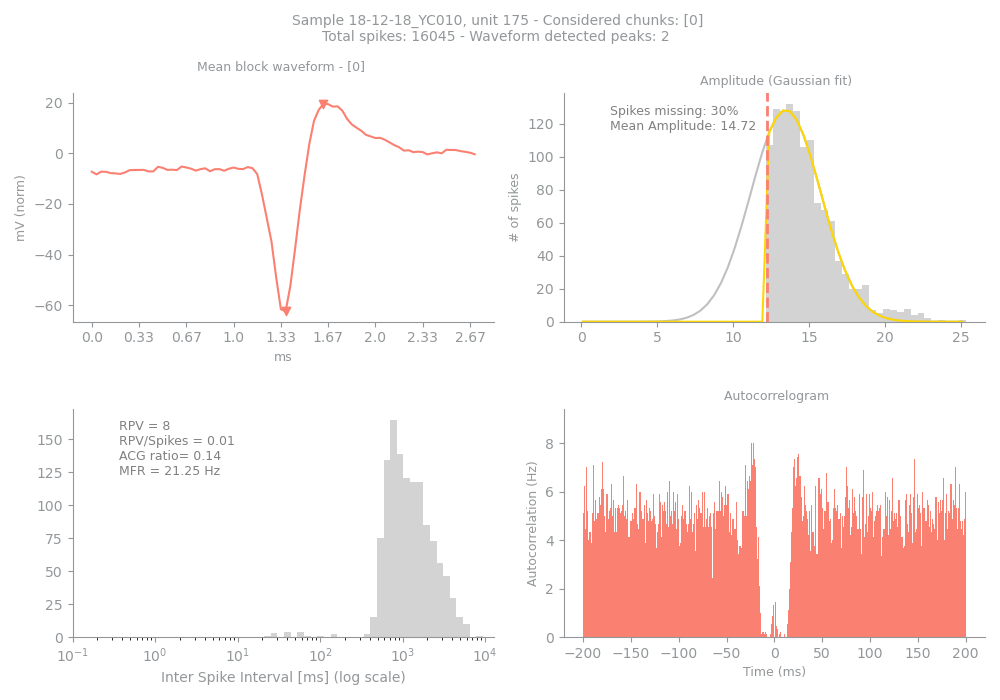 Sample 18-12-18_YC010, unit 175 - Considered chunks: [0]
Total spikes: 16045 - Waveform detected peaks: 2
Mean block waveform - [0]
20
0
−20
−40
−60
mV (norm)
0.0 0.33 0.67 1.0 1.33 1.67 2.0 2.33 2.67
ms
Amplitude (Gaussian fit)
Spikes missing: 30%
Mean Amplitude: 14.72
120
100
80
60
40
20
0
# of spikes
0 5 10 15 20 25
RPV = 8
RPV/Spikes = 0.01
ACG ratio= 0.14
MFR = 21.25 Hz
150
125
100
75
50
25
0
10⁻¹ 10⁰ 10¹ 10² 10³ 10⁴
Inter Spike Interval [ms] (log scale)
Autocorrelogram
8
6
4
2
0
Autocorrelation (Hz)
−200 −150 −100 −50 0 50 100 150 200
Time (ms)